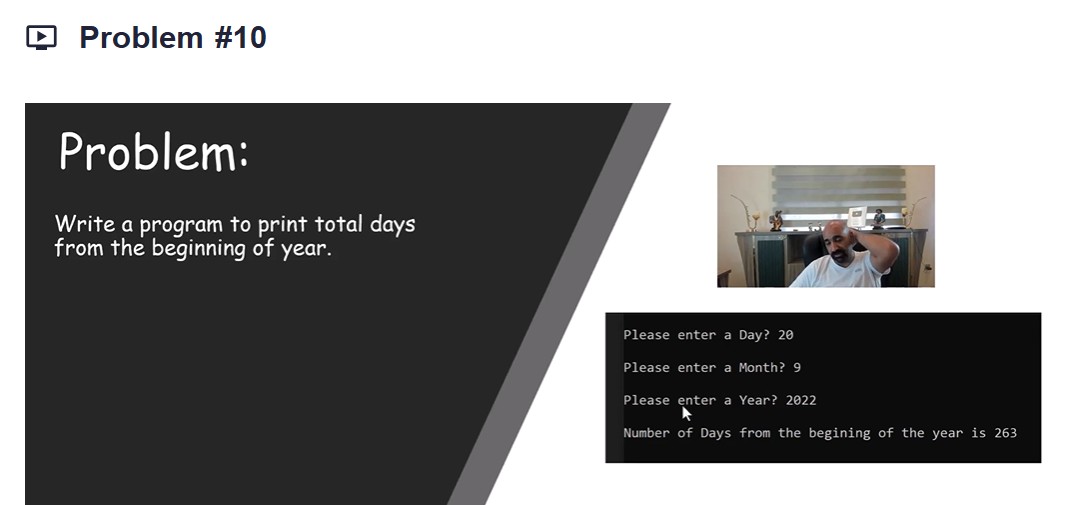 Problem #10
Problem:
Write a program to print total days
from the beginning of year.
Please enter a Day? 20
Please enter a Month? 9
Please enter a Year? 2022
Number of Days from the begining of the year is 263